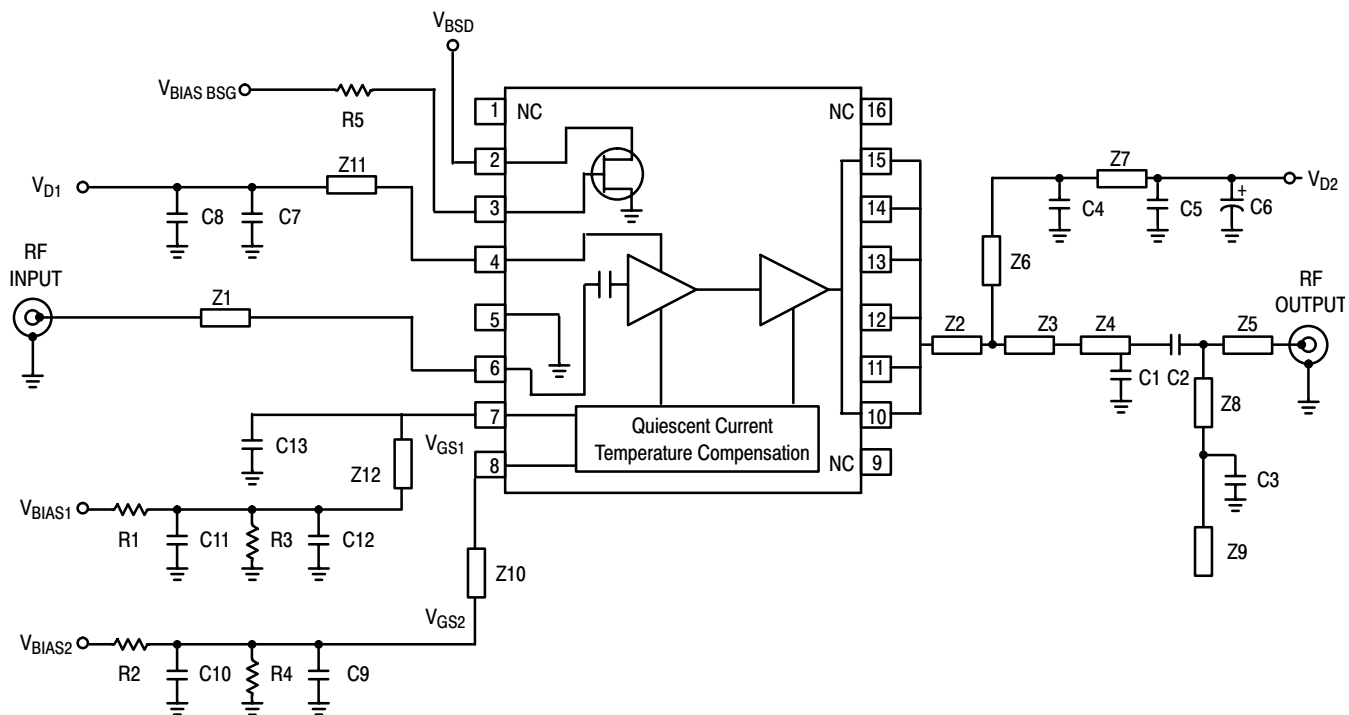 VBSD
VBIAS BSG
R5
1
NC
NC
16
2
15
Z11
Z7
VD1
VD2
C8
C7
3
14
C4
C5
+
C6
RF
INPUT
4
13
Z6
RF
OUTPUT
Z1
5
12
Z2
Z3
Z4
Z5
6
11
C1
C2
7
10
Z8
Quiescent Current
Temperature Compensation
C13
VGS1
Z12
8
NC
9
C3
VBIAS1
R1
C11
R3
C12
Z10
Z9
VGS2
VBIAS2
R2
C10
R4
C9